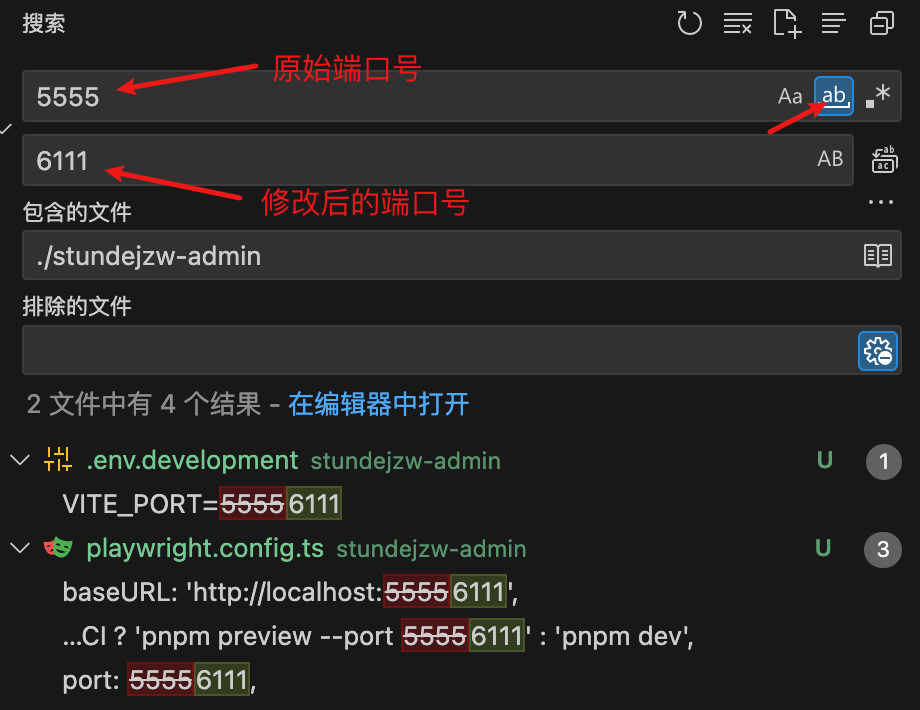 搜索
原始端口号
5555
Aa
ab
.*
6111
AB
ab
ac
修改后的端口号
包含的文件
...
./stundejzw-admin
排除的文件
2 文件中有 4 个结果 - 在编辑器中打开
.env.development stundejzw-admin U 1
VITE_PORT=55556111
playwright.config.ts stundejzw-admin U 3
baseURL: 'http://localhost:55556111',
...CI ? 'pnpm preview --port 55556111' : 'pnpm dev',
port: 55556111,